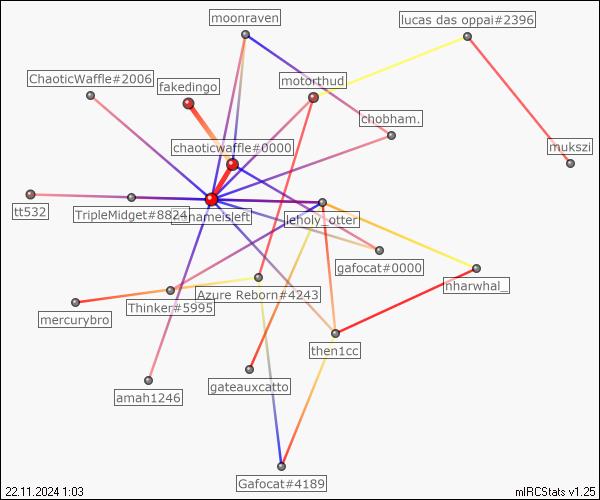 moonraven
lucas das oppai#2396
ChaoticWaffle#2006
fakedingo
motorthud
chobham.
chaoticwaffle#0000
mukszi
tt532
TripleMidget#8824
nameisleft
leholy_otter
gafocat#0000
nharwhal_
Azure Reborn#4243
Thinker#5995
mercurybro
then1cc
amah1246
gateauxcatto
Gafocat#4189
22.11.2024 1:03
mIRCStats v1.25